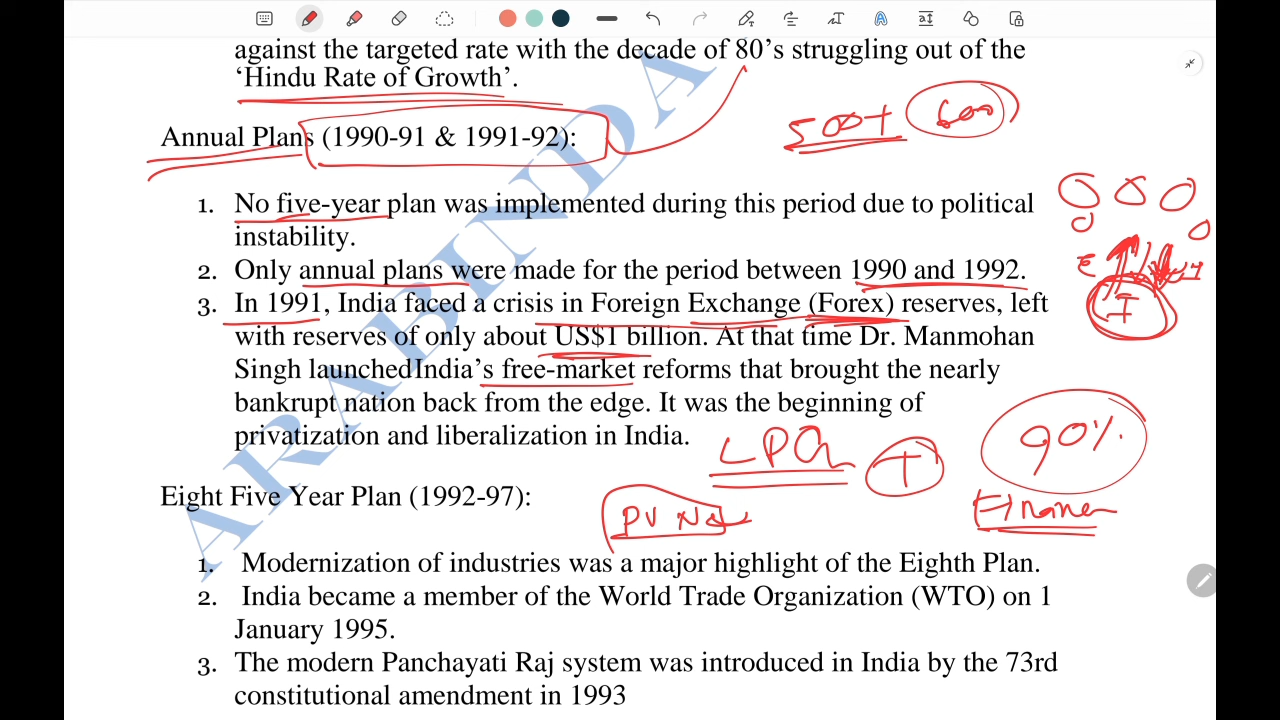 against the targeted rate with the decade of 80's struggling out of the
‘Hindu Rate of Growth’.
500+ 600
Annual Plans (1990-91 & 1991-92):
1. No five-year plan was implemented during this period due to political
instability.
2. Only annual plans were made for the period between 1990 and 1992.
3. In 1991, India faced a crisis in Foreign Exchange (Forex) reserves, left
with reserves of only about US$1 billion. At that time Dr. Manmohan
Singh launchedIndia’s free-market reforms that brought the nearly
bankrupt nation back from the edge. It was the beginning of
privatization and liberalization in India.
I
LPG
90%
Eight Five Year Plan (1992-97):
PV
1. Modernization of industries was a major highlight of the Eighth Plan.
2. India became a member of the World Trade Organization (WTO) on 1
January 1995.
3. The modern Panchayati Raj system was introduced in India by the 73rd
constitutional amendment in 1993
ARABINDA